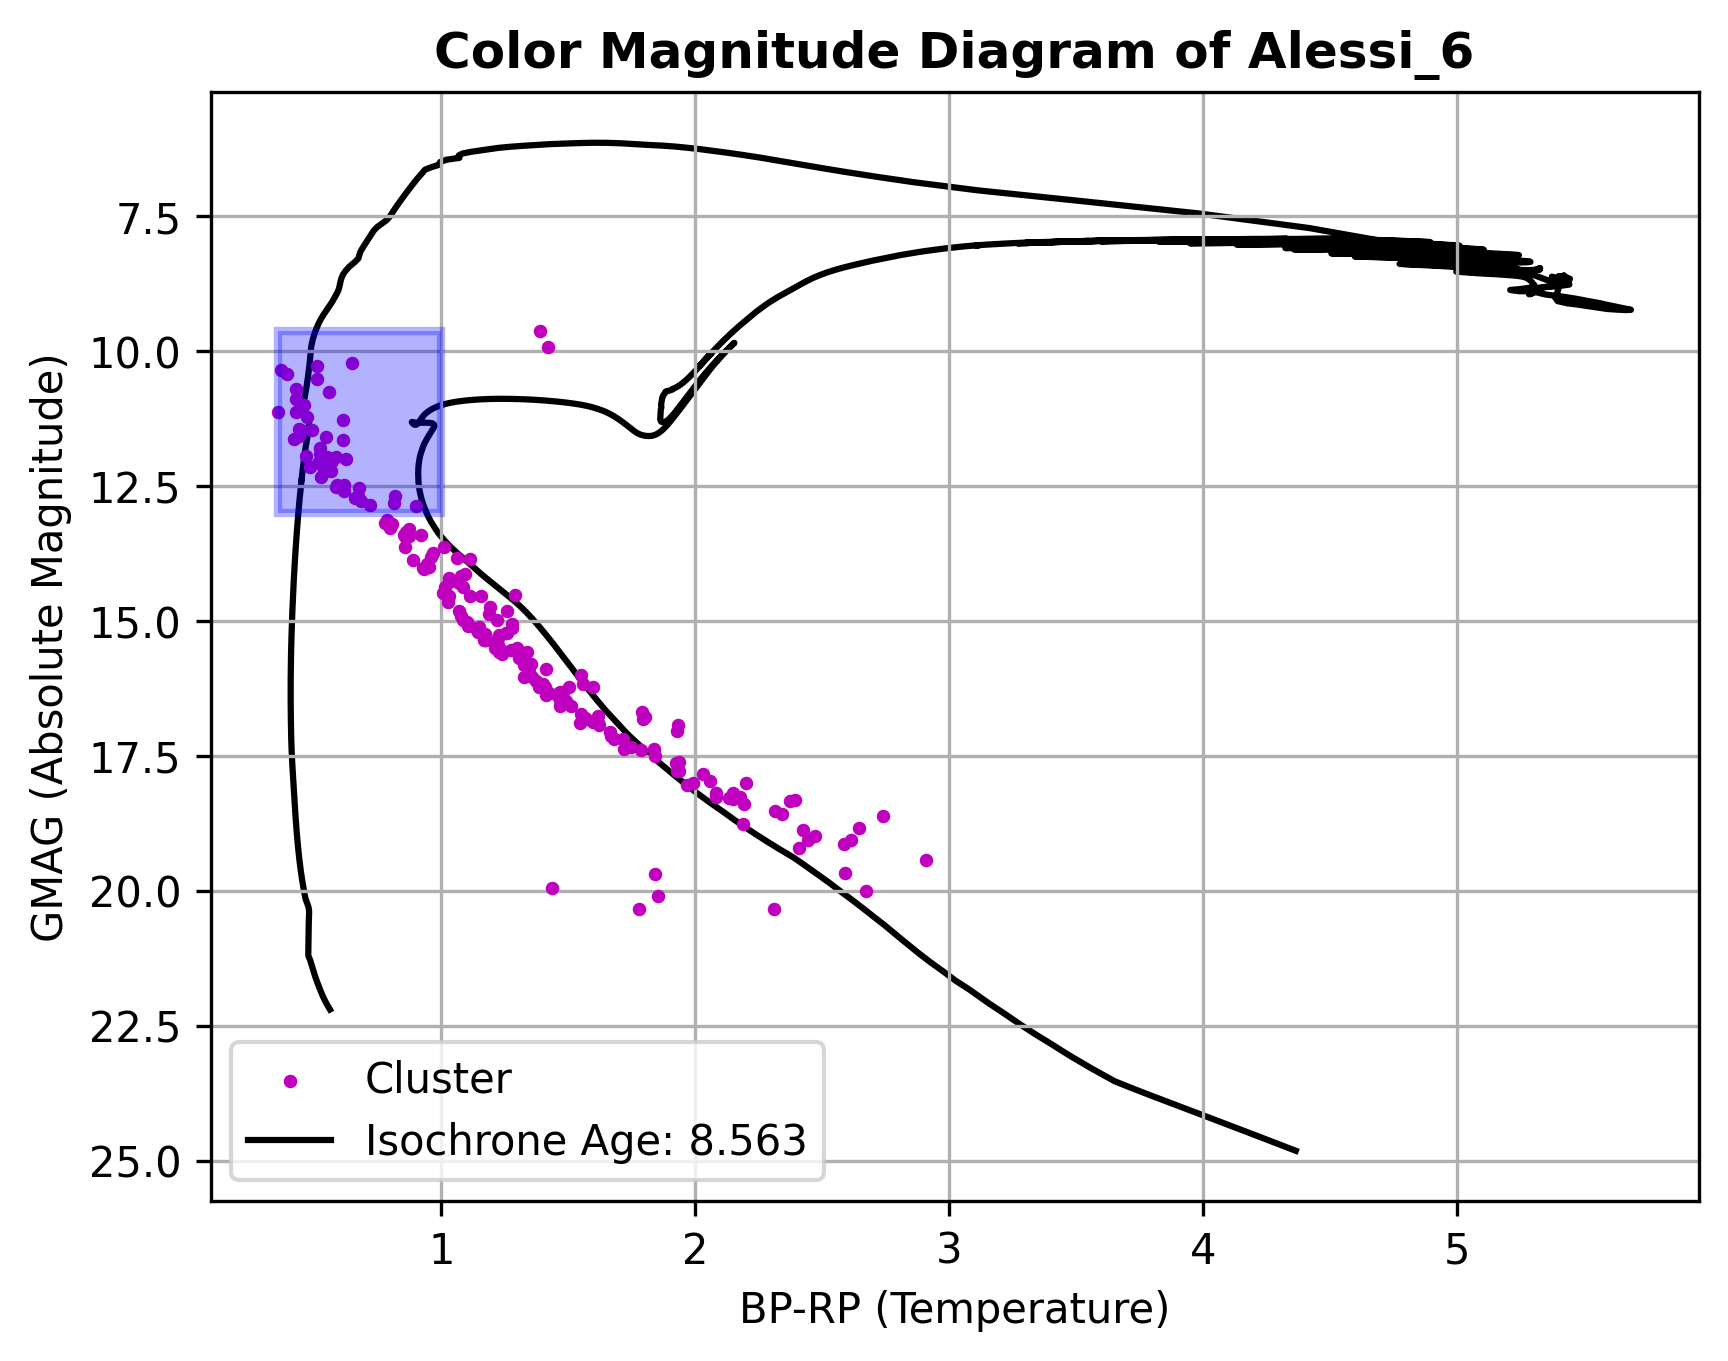 Color Magnitude Diagram of Alessi_6
GMAG (Absolute Magnitude)
7.5
10.0
12.5
15.0
17.5
20.0
22.5
25.0
Cluster
Isochrone Age: 8.563
1 2 3 4 5
BP-RP (Temperature)